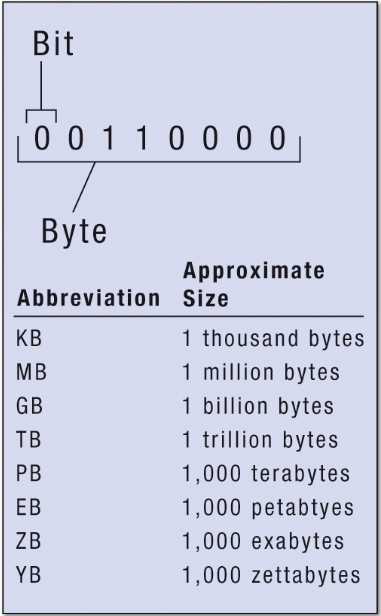 Bit
0 0 1 1 0 0 0 0
Byte
Abbreviation Approximate Size
KB 1 thousand bytes
MB 1 million bytes
GB 1 billion bytes
TB 1 trillion bytes
PB 1,000 terabytes
EB 1,000 petabtyes
ZB 1,000 exabytes
YB 1,000 zettabytes